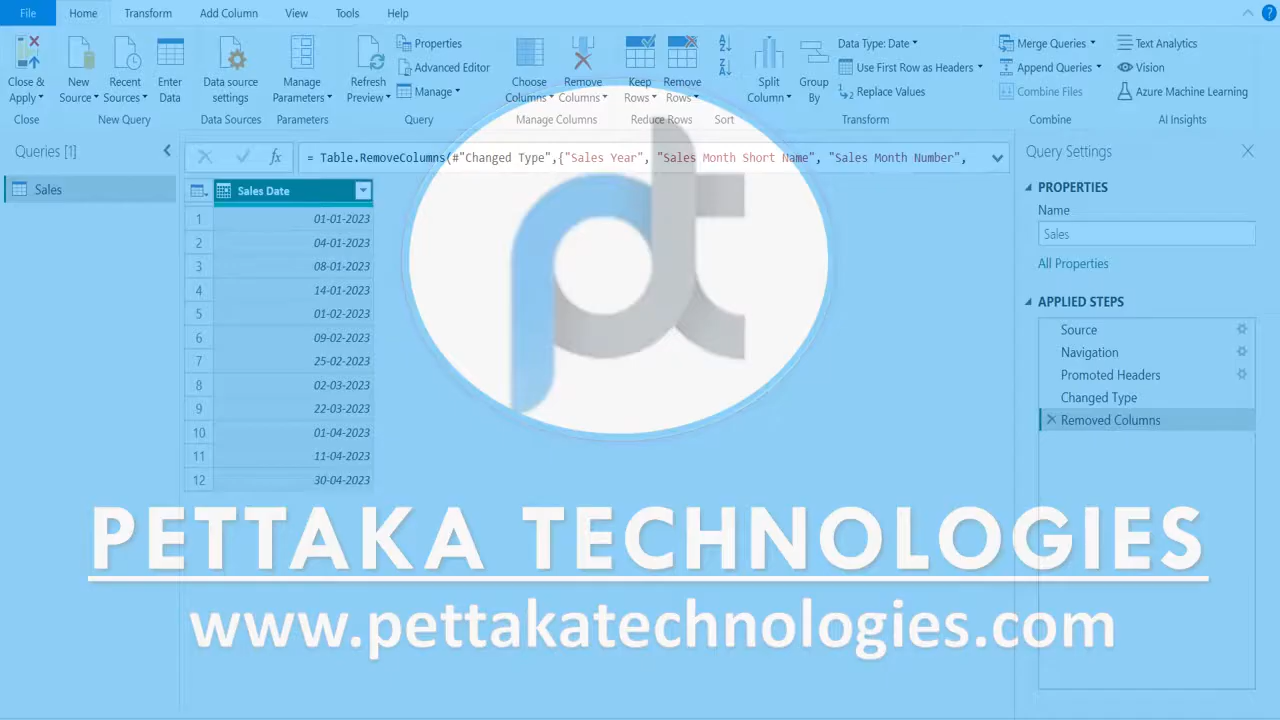 File Home Transform Add Column View Tools Help ?
Close & Apply New Source Recent Sources Enter Data Data source settings Manage Parameters Refresh Preview Properties Advanced Editor Manage Choose Columns Remove Columns Keep Rows Remove Rows Split Column Group By Data Type: Date Use First Row as Headers Replace Values Merge Queries Append Queries Combine Files Text Analytics Vision Azure Machine Learning
Close New Query Data Sources Parameters Query Manage Columns Reduce Rows Sort Transform Combine AI Insights
Queries [1]
Sales
fx = Table.RemoveColumns(#"Changed Type",{"Sales Year", "Sales Month Short Name", "Sales Month Number",
Sales Date
1 01-01-2023
2 04-01-2023
3 08-01-2023
4 14-01-2023
5 01-02-2023
6 09-02-2023
7 25-02-2023
8 02-03-2023
9 22-03-2023
10 01-04-2023
11 11-04-2023
12 30-04-2023
pt
Query Settings
PROPERTIES
Name
Sales
All Properties
APPLIED STEPS
Source
Navigation
Promoted Headers
Changed Type
Removed Columns
PETTAKA TECHNOLOGIES
www.pettakatechnologies.com